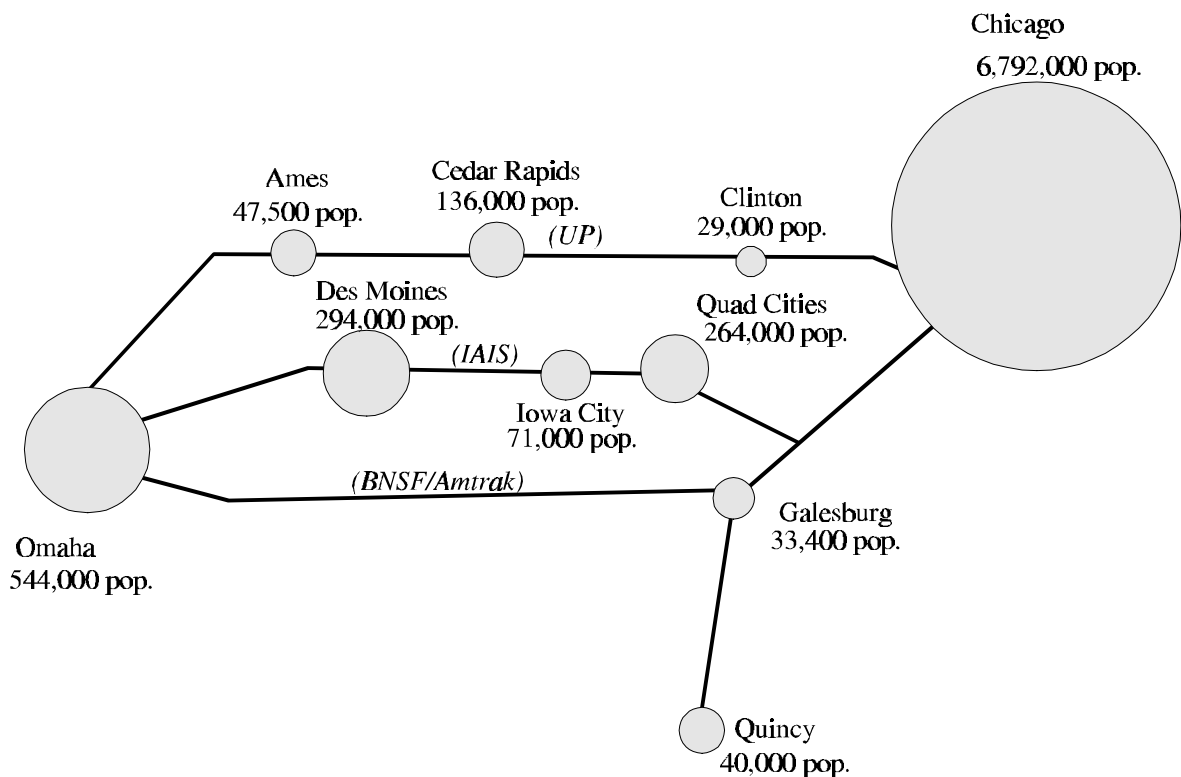 Chicago
6,792,000 pop.
Ames
47,500 pop.
Cedar Rapids
136,000 pop.
(UP)
Clinton
29,000 pop.
Des Moines
294,000 pop.
(IAIS)
Quad Cities
264,000 pop.
Iowa City
71,000 pop.
(BNSF/Amtrak)
Galesburg
33,400 pop.
Omaha
544,000 pop.
Quincy
40,000 pop.